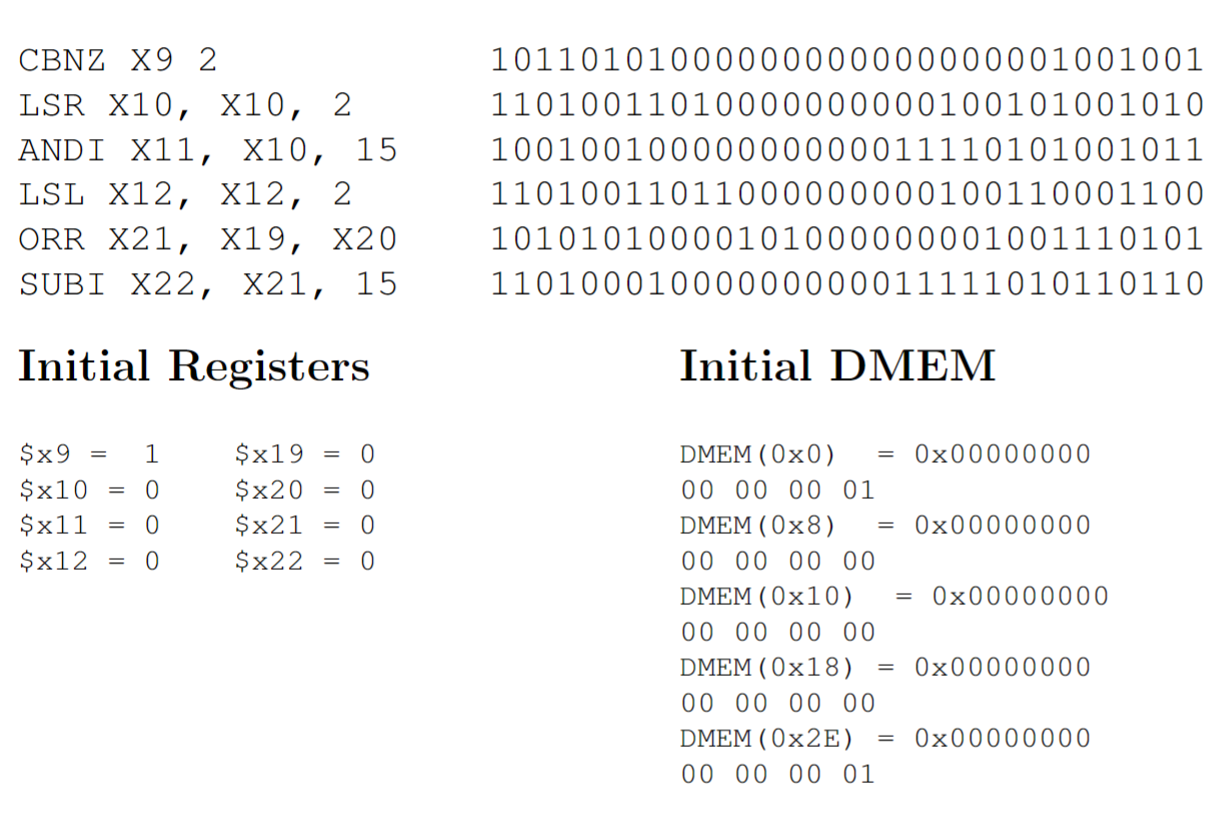 CBNZ X9 2 10110101000000000000000001001001
LSR X10, X10, 2 11010011010000000000100101001010
ANDI X11, X10, 15 10010010000000000011110101001011
LSL X12, X12, 2 11010011011000000000100110001100
ORR X21, X19, X20 10101010000101000000001001110101
SUBI X22, X21, 15 11010001000000000011111010110110
Initial Registers
$x9 = 1 $x19 = 0
$x10 = 0 $x20 = 0
$x11 = 0 $x21 = 0
$x12 = 0 $x22 = 0
Initial DMEM
DMEM(0x0) = 0x00000000
00 00 00 01
DMEM(0x8) = 0x00000000
00 00 00 00
DMEM(0x10) = 0x00000000
00 00 00 00
DMEM(0x18) = 0x00000000
00 00 00 00
DMEM(0x2E) = 0x00000000
00 00 00 01